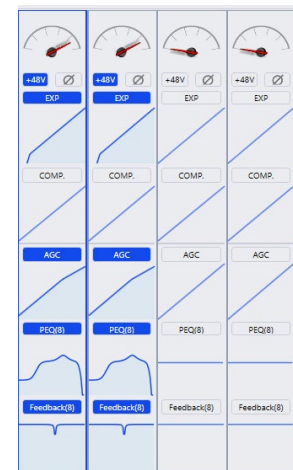 +48V Ø +48V Ø +48V Ø +48V Ø
EXP EXP EXP EXP
COMP. COMP. COMP. COMP.
AGC AGC AGC AGC
PEQ(8) PEQ(8) PEQ(8) PEQ(8)
Feedback(8) Feedback(8) Feedback(8) Feedback(8)